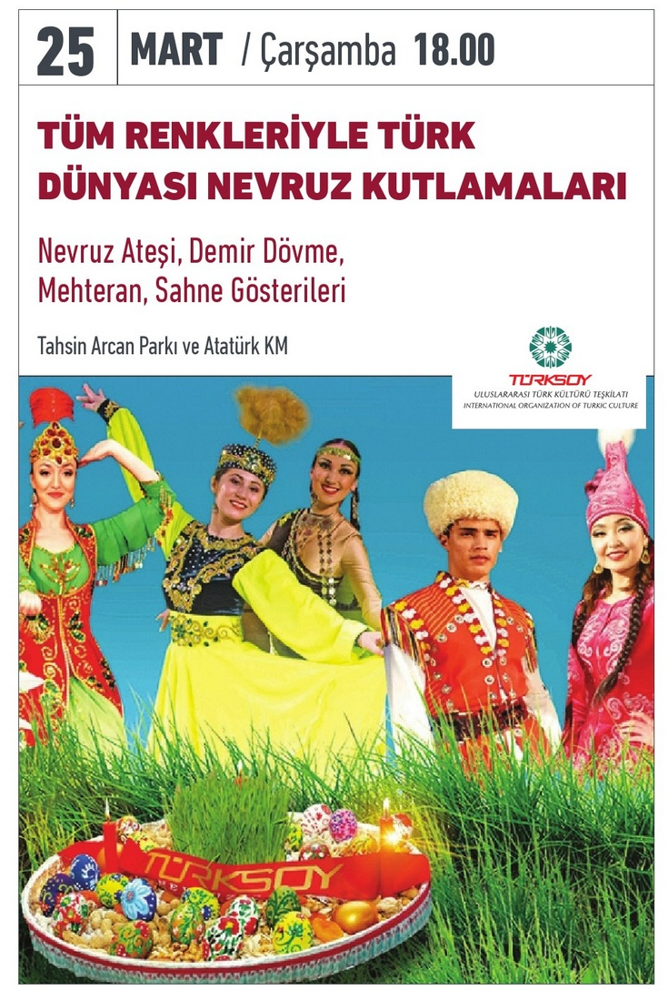 25 MART / Çarşamba 18.00
TÜM RENKLERİYLE TÜRK
DÜNYASI NEVRUZ KUTLAMALARI
Nevruz Ateşi, Demir Dövme,
Mehteran, Sahne Gösterileri
Tahsin Arcan Parkı ve Atatürk KM
TÜRKSOY
ULUSLARARASI TÜRK KÜLTÜRÜ TEŞKİLATI
INTERNATIONAL ORGANIZATION OF TURKIC CULTURE
TÜRKSOY